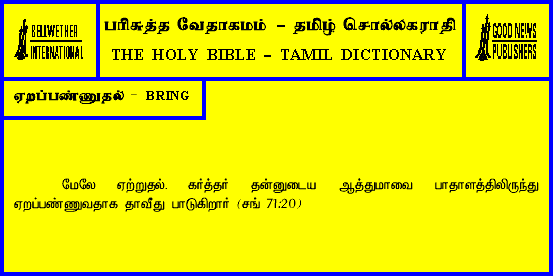 BELLWETHER
INTERNATIONAL
பரிசுத்த வேதாகமம் – தமிழ் சொல்லகராதி
THE HOLY BIBLE – TAMIL DICTIONARY
GOOD NEWS
PUBLISHERS
ஏறப்பண்ணுதல் – BRING
மேலே ஏற்றுதல். கர்த்தர் தன்னுடைய ஆத்துமாவை பாதாளத்திலிருந்து
ஏறப்பண்ணுவதாக தாவீது பாடுகிறார் (சங் 71:20)